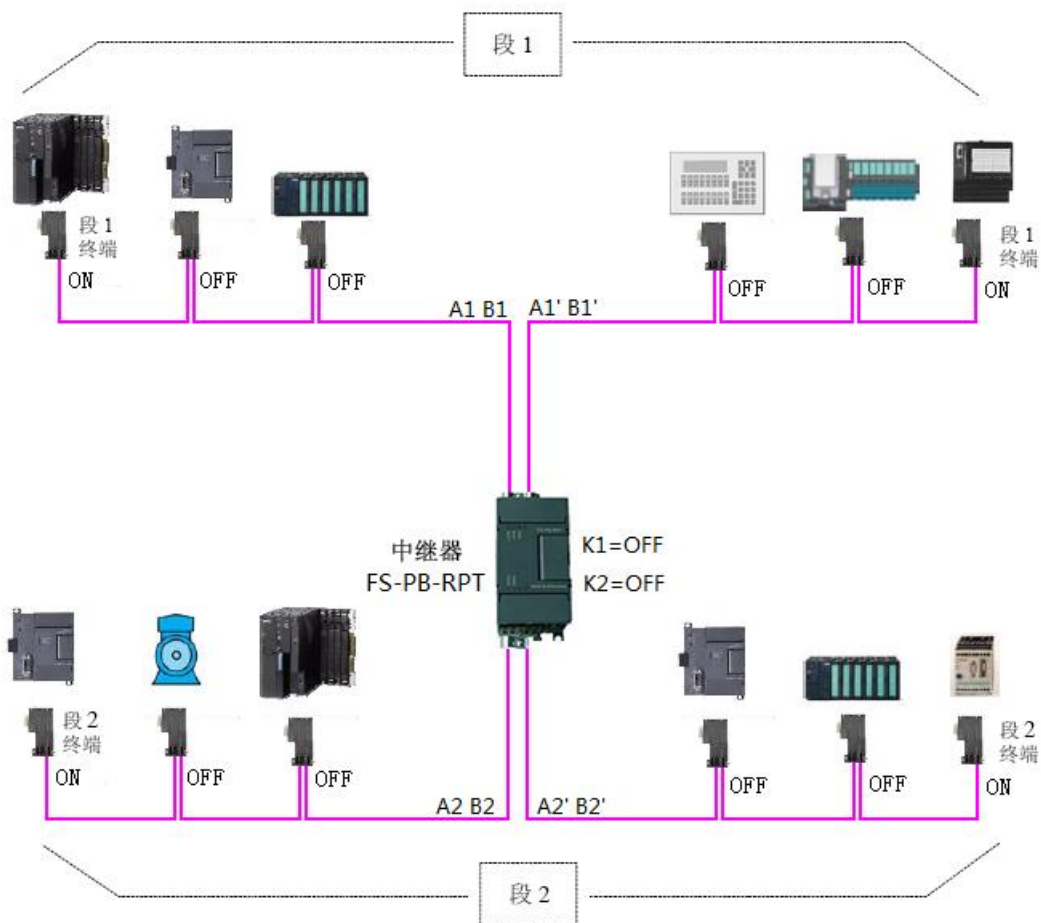 段 1
段 1
终端
ON
OFF
OFF
A1 B1
A1' B1'
OFF
OFF
段 1
终端
ON
中继器
FS-PB-RPT
K1=OFF
K2=OFF
段 2
终端
ON
OFF
OFF
A2 B2
A2' B2'
OFF
OFF
段 2
终端
ON
段 2